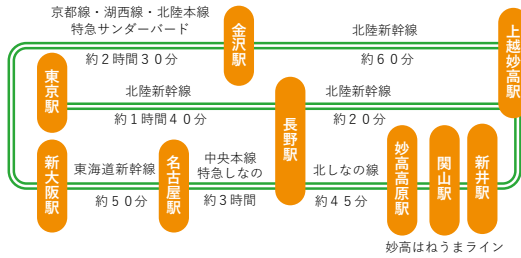 京都線・湖西線・北陸本線
特急サンダーバード
約２時間３０分
金沢駅
北陸新幹線
約６０分
上越妙高駅
東京駅
北陸新幹線
約１時間４０分
長野駅
北陸新幹線
約２０分
新大阪駅
東海道新幹線
約５０分
名古屋駅
中央本線
特急しなの
約３時間
北しなの線
約４５分
妙高高原駅
関山駅
新井駅
妙高はねうまライン